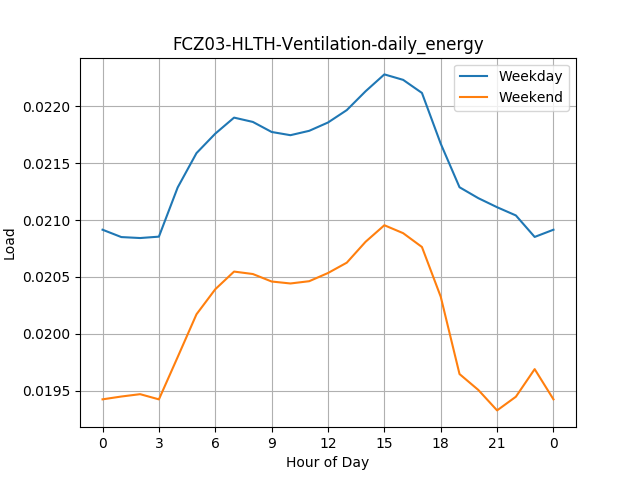 FCZ03-HLTH-Ventilation-daily_energy
Weekday
Weekend
0.0220
0.0215
0.0210
0.0205
0.0200
0.0195
Load
0 3 6 9 12 15 18 21 0
Hour of Day